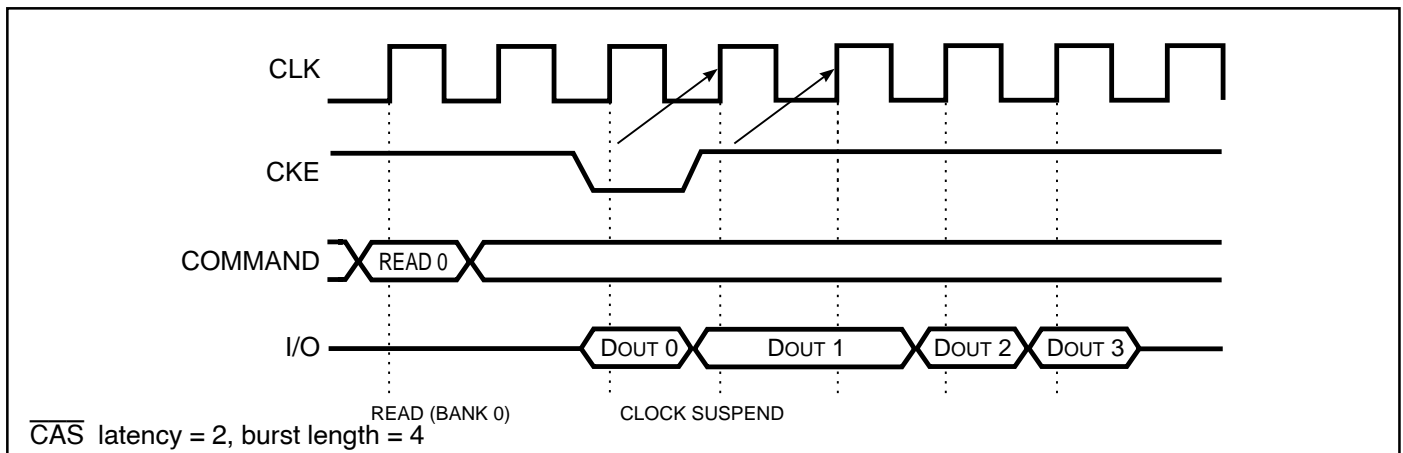 CLK
CKE
COMMAND
READ 0
I/O
DOUT 0
DOUT 1
DOUT 2
DOUT 3
READ (BANK 0)
CLOCK SUSPEND
CAS latency = 2, burst length = 4